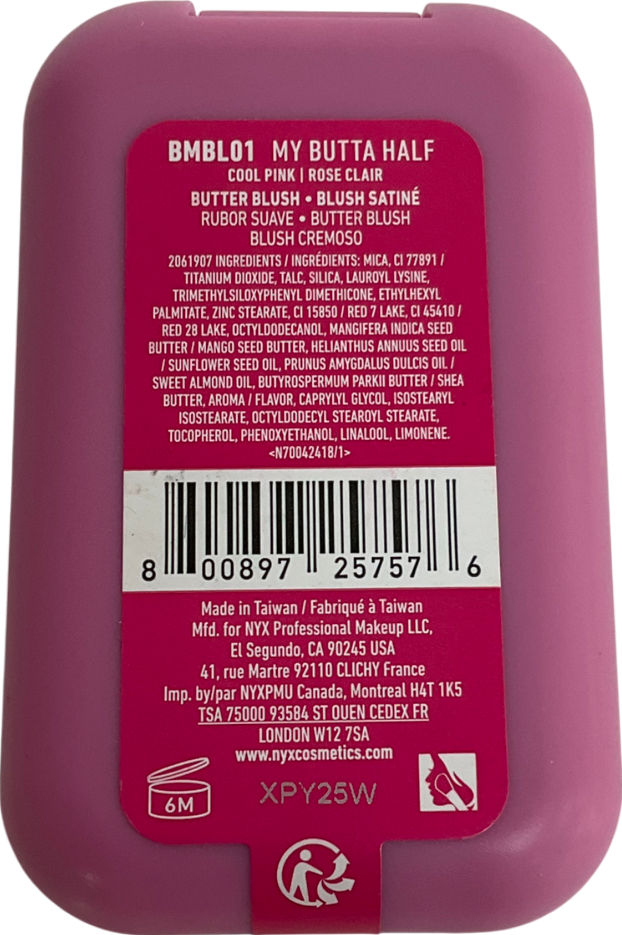 BMBL01 MY BUTTA HALF
COOL PINK | ROSE CLAIR
BUTTER BLUSH • BLUSH SATINÉ
RUBOR SUAVE • BUTTER BLUSH
BLUSH CREMOSO
2061907 INGREDIENTS / INGRÉDIENTS: MICA, CI 77891 /
TITANIUM DIOXIDE, TALC, SILICA, LAUROYL LYSINE,
TRIMETHYLSILOXYPHENYL DIMETHICONE, ETHYLHEXYL
PALMITATE, ZINC STEARATE, CI 15850 / RED 7 LAKE, CI 45410 /
RED 28 LAKE, OCTYLDODECANOL, MANGIFERA INDICA SEED
BUTTER / MANGO SEED BUTTER, HELIANTHUS ANNUUS SEED OIL
/ SUNFLOWER SEED OIL, PRUNUS AMYGDALUS DULCIS OIL /
SWEET ALMOND OIL, BUTYROSPERMUM PARKII BUTTER / SHEA
BUTTER, AROMA / FLAVOR, CAPRYLYL GLYCOL, ISOSTEARYL
ISOSTEARATE, OCTYLDODECYL STEAROYL STEARATE,
TOCOPHEROL, PHENOXYETHANOL, LINALOOL, LIMONENE.
<N70042418/1>
8 00897 25757 6
Made in Taiwan / Fabriqué à Taiwan
Mfd. for NYX Professional Makeup LLC,
El Segundo, CA 90245 USA
41, rue Martre 92110 CLICHY France
Imp. by/par NYXPMU Canada, Montreal H4T 1K5
TSA 75000 93584 ST OUEN CEDEX FR
LONDON W12 7SA
www.nyxcosmetics.com
6M
XPY25W